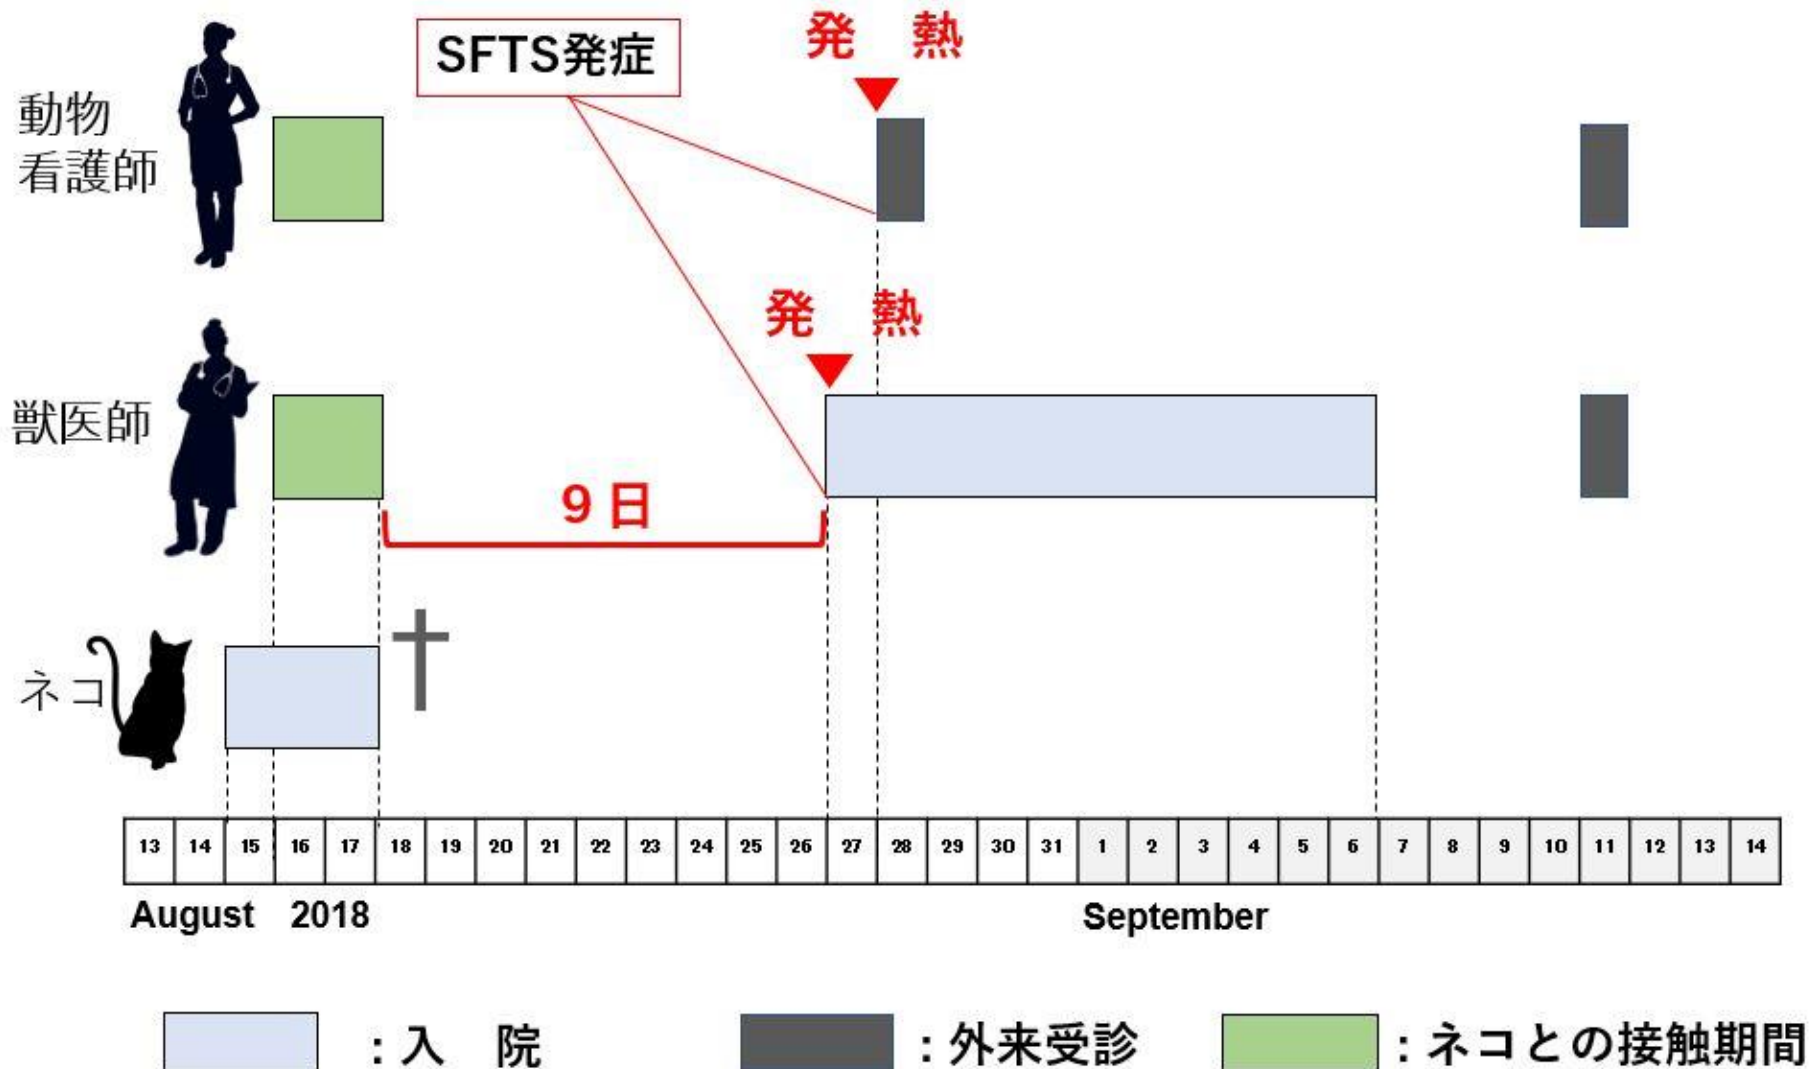 SFTS発症
発 熱
動物
看護師
発 熱
獣医師
9日
ネコ
13 14 15 16 17 18 19 20 21 22 23 24 25 26 27 28 29 30 31 1 2 3 4 5 6 7 8 9 10 11 12 13 14
August 2018 September
:入 院 :外来受診 :ネコとの接触期間